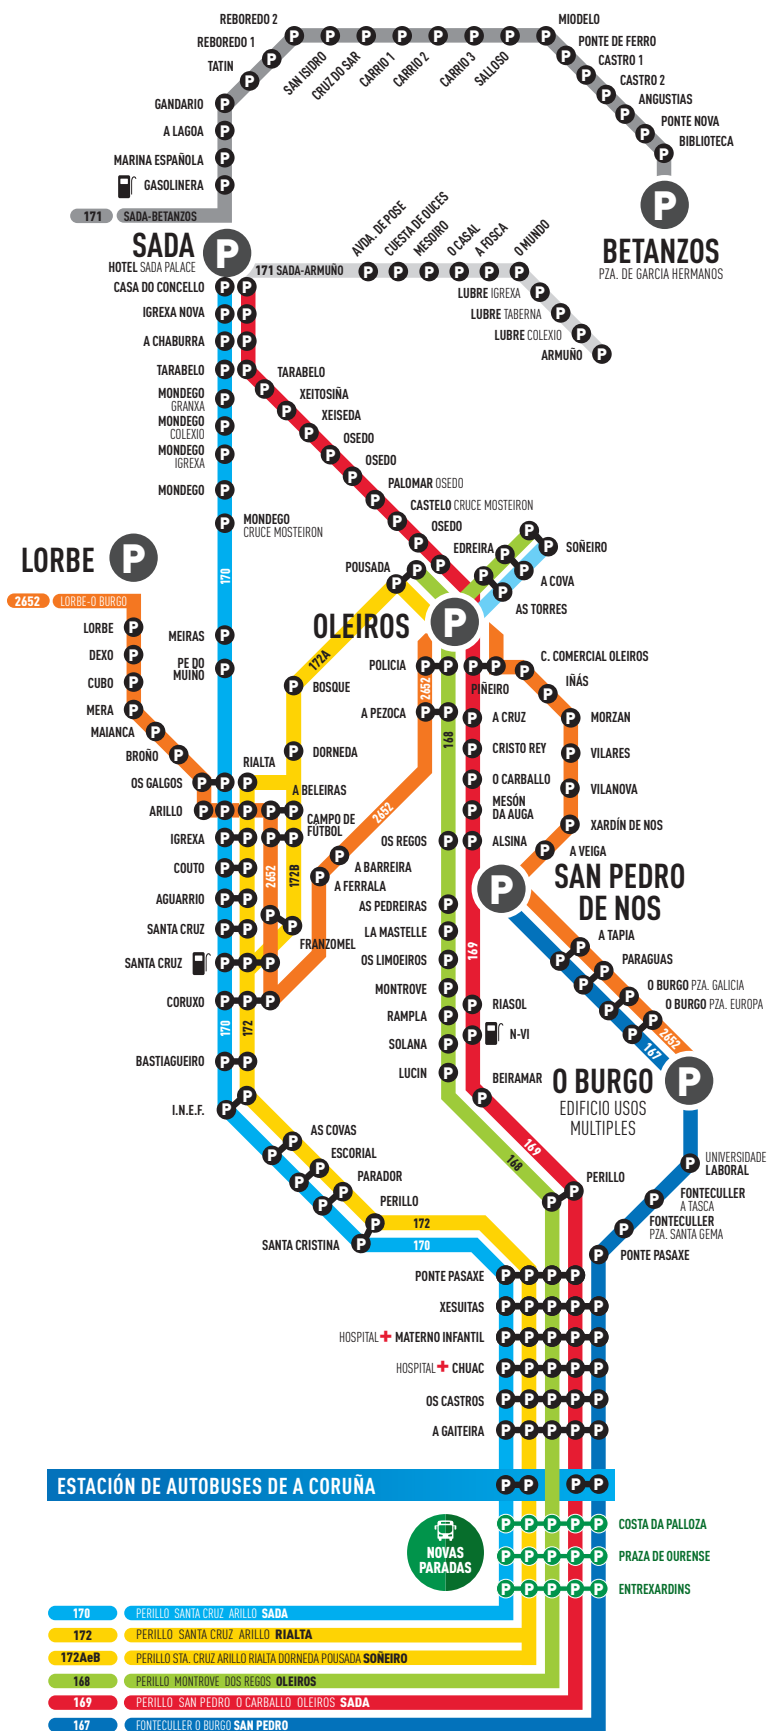 REBOREDO 2
REBOREDO 1
TATIN
SAN ISIDRO
CRUZ DO SAR
CARRIO 1
CARRIO 2
CARRIO 3
SALLOSO
MIODELO
PONTE DE FERRO
CASTRO 1
CASTRO 2
ANGUSTIAS
PONTE NOVA
BIBLIOTECA
GANDARIO
A LAGOA
MARINA ESPAÑOLA
GASOLINERA
171 SADA-BETANZOS
BETANZOS
PZA. DE GARCIA HERMANOS
SADA
HOTEL SADA PALACE
171 SADA-ARMUÑO
AVDA. DE POSE
CUESTA DE DUCES
MESOIRO
O CASAL
A FOSCA
O MUNDO
LUBRE IGREXA
LUBRE TABERNA
LUBRE COLEXIO
ARMUÑO
CASA DO CONCELLO
IGREXA NOVA
A CHABURRA
TARABELO
MONDEGO
GRANXA
MONDEGO
COLEXIO
MONDEGO
IGREXA
MONDEGO
MONDEGO
CRUCE MOSTEIRON
TARABELO
XEITOSIÑA
XEISEDA
OSEDO
OSEDO
PALOMAR OSEDO
CASTELO CRUCE MOSTEIRON
OSEDO
EDREIRA
SOÑEIRO
A COVA
AS TORRES
POUSADA
LORBE
2652 LORBE-O BURGO
LORBE
DEXO
CUBO
MERA
MAIANCA
BROÑO
OS GALGOS
ARILLO
170
MEIRAS
PE DO
MUIÑO
OLEIROS
172A
BOSQUE
DORNEDA
RIALTA
A BELEIRAS
CAMPO DE
FÚTBOL
POLICIA
2652
168
A PEZOCA
PIÑEIRO
C. COMERCIAL OLEIROS
IÑÁS
MORZAN
VILARES
VILANOVA
XARDÍN DE NOS
A VEIGA
A CRUZ
CRISTO REY
O CARBALLO
MESÓN
DA AUGA
ALSINA
OS REGOS
2652
A BARREIRA
A FERRALA
IGREXA
COUTO
AGUARRIO
SANTA CRUZ
SANTA CRUZ
CORUXO
2652
172B
FRANZOMEL
SAN PEDRO
DE NOS
AS PEDREIRAS
LA MASTELLE
OS LIMOEIROS
MONTROVE
RAMPLA
SOLANA
LUCIN
169
RIASOL
N-VI
BEIRAMAR
A TAPIA
PARAGUAS
O BURGO PZA. GALICIA
O BURGO PZA. EUROPA
2652
167
O BURGO
EDIFICIO USOS
MULTIPLES
170
172
BASTIAGUEIRO
I.N.E.F.
AS COVAS
ESCORIAL
PARADOR
PERILLO
SANTA CRISTINA
172
170
168
169
PERILLO
UNIVERSIDADE
LABORAL
FONTECULLER
A TASCA
FONTECULLER
PZA. SANTA GEMA
PONTE PASAXE
PONTE PASAXE
XESUITAS
HOSPITAL + MATERNO INFANTIL
HOSPITAL + CHUAC
OS CASTROS
A GAITEIRA
ESTACIÓN DE AUTOBUSES DE A CORUÑA
NOVAS
PARADAS
COSTA DA PALLOZA
PRAZA DE OURENSE
ENTREXARDINS
170 PERILLO SANTA CRUZ ARILLO SADA
172 PERILLO SANTA CRUZ ARILLO RIALTA
172AeB PERILLO STA. CRUZ ARILLO RIALTA DORNEDA POUSADA SOÑEIRO
168 PERILLO MONTROVE DOS REGOS OLEIROS
169 PERILLO SAN PEDRO O CARBALLO OLEIROS SADA
167 FONTECULLER O BURGO SAN PEDRO